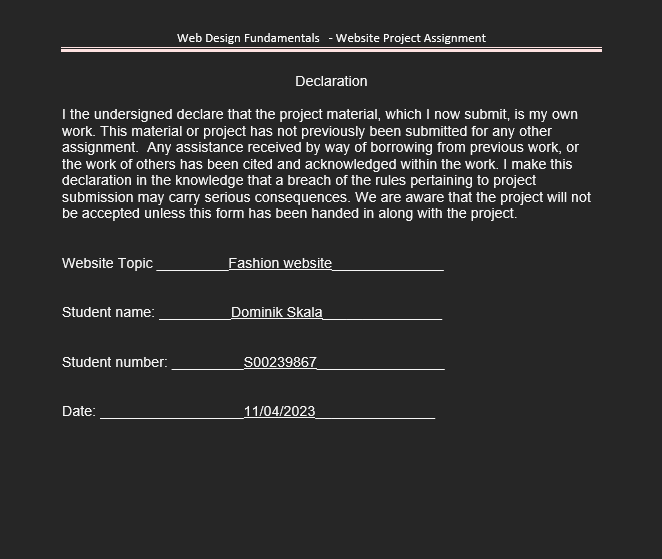 Web Design Fundamentals   - Website Project Assignment
Declaration
I the undersigned declare that the project material, which I now submit, is my own
work. This material or project has not previously been submitted for any other
assignment.  Any assistance received by way of borrowing from previous work, or
the work of others has been cited and acknowledged within the work. I make this
declaration in the knowledge that a breach of the rules pertaining to project
submission may carry serious consequences. We are aware that the project will not
be accepted unless this form has been handed in along with the project.
Website Topic _________Fashion website______________
Student name: _________Dominik Skala_______________
Student number: _________S00239867________________
Date: __________________11/04/2023_______________